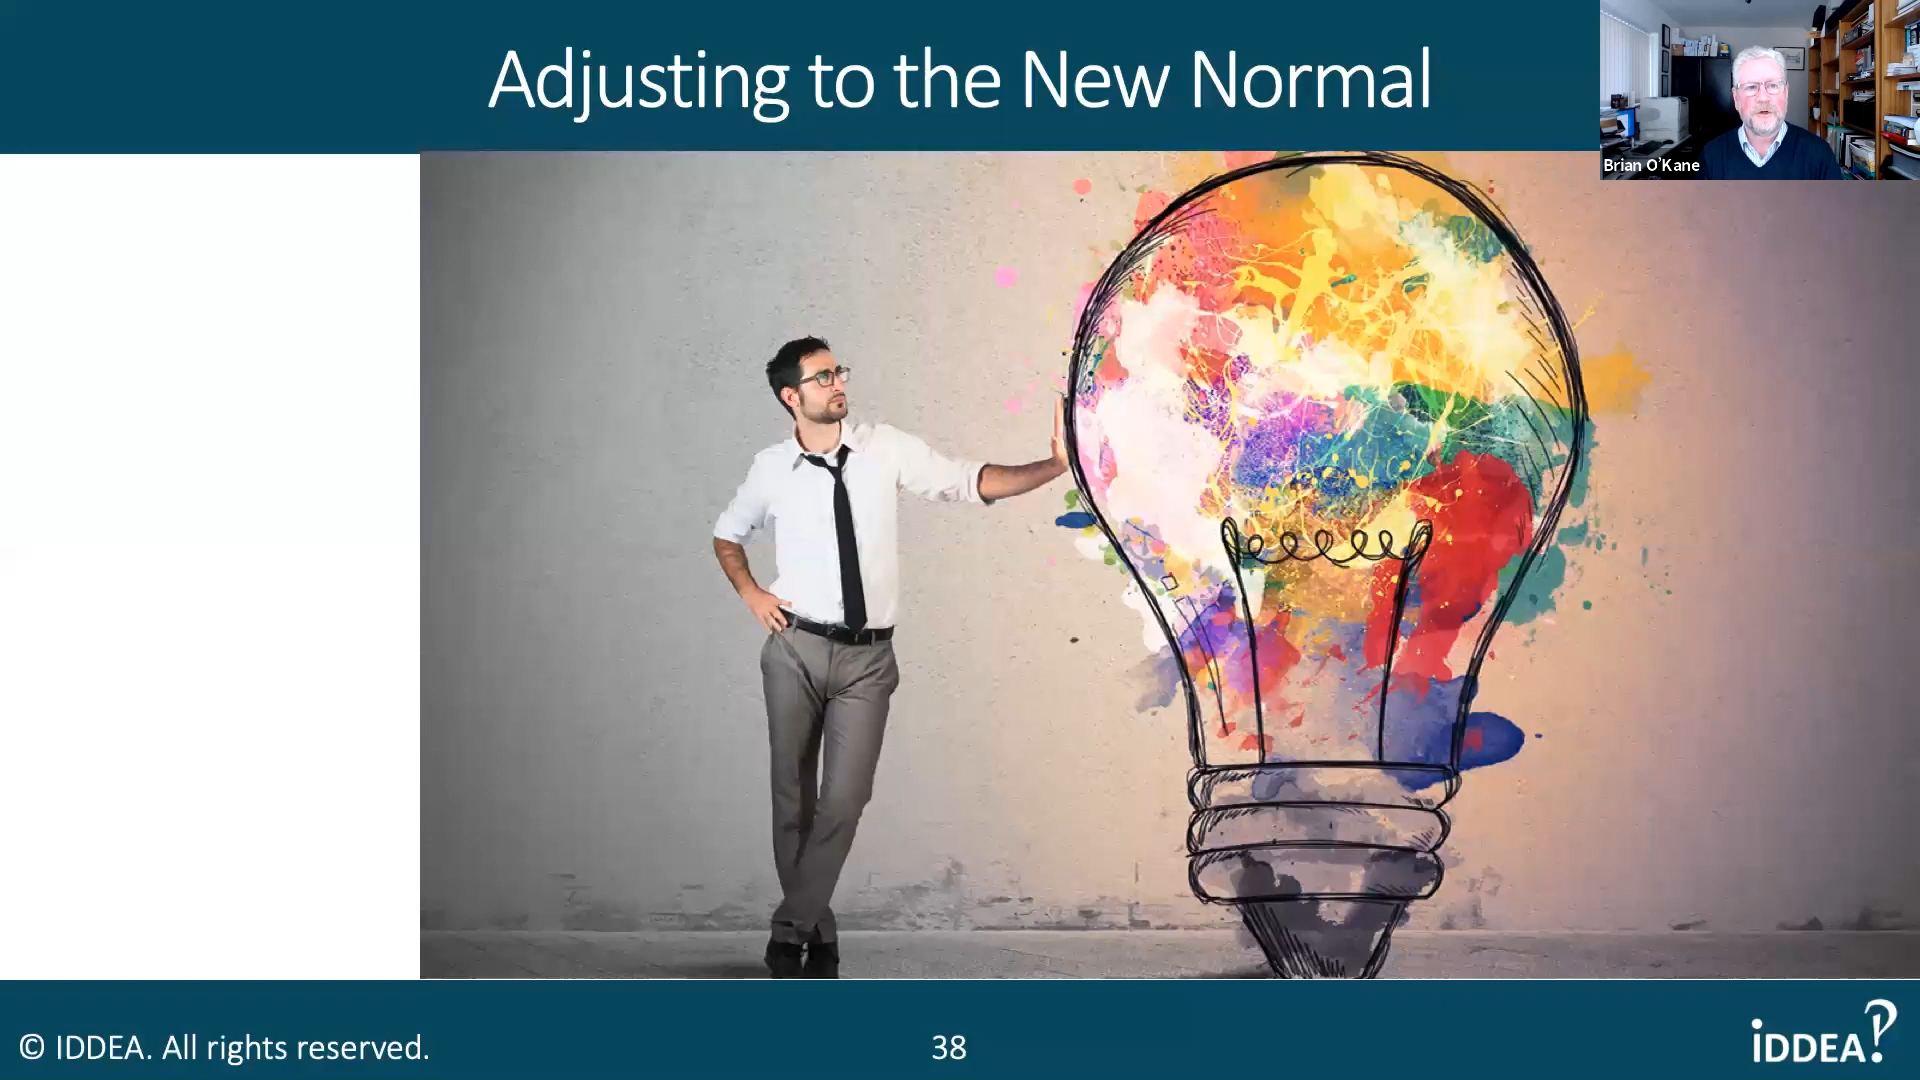 Adjusting to the New Normal
Brian O'Kane
© IDDEA. All rights reserved.
38
iDDEA?